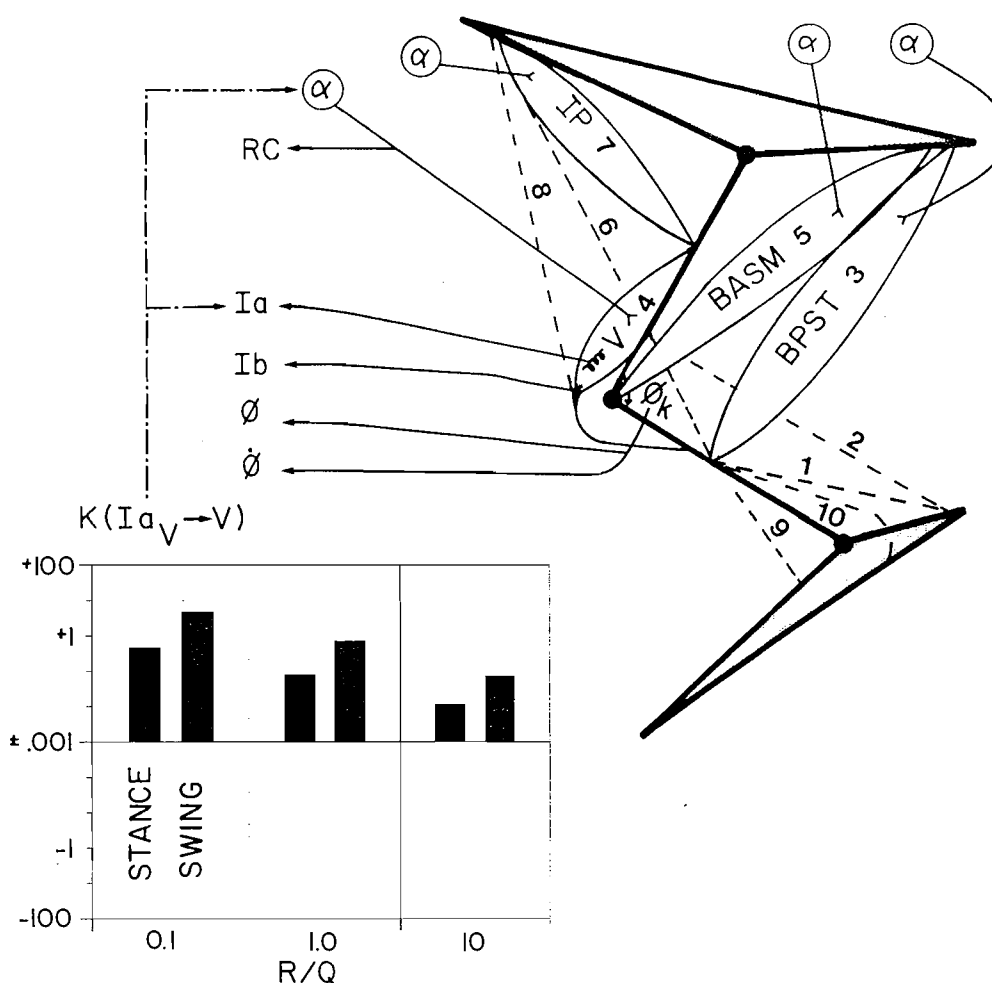 α
α
α
α
RC
IP 7
8
6
BASM 5
BPST 3
Ia
V 4
Ib
Ø
Øk
Ø̇
2
1
10
9
K(IaV→V)
+100
+1
± .001
-1
-100
STANCE
SWING
0.1
1.0
10
R/Q